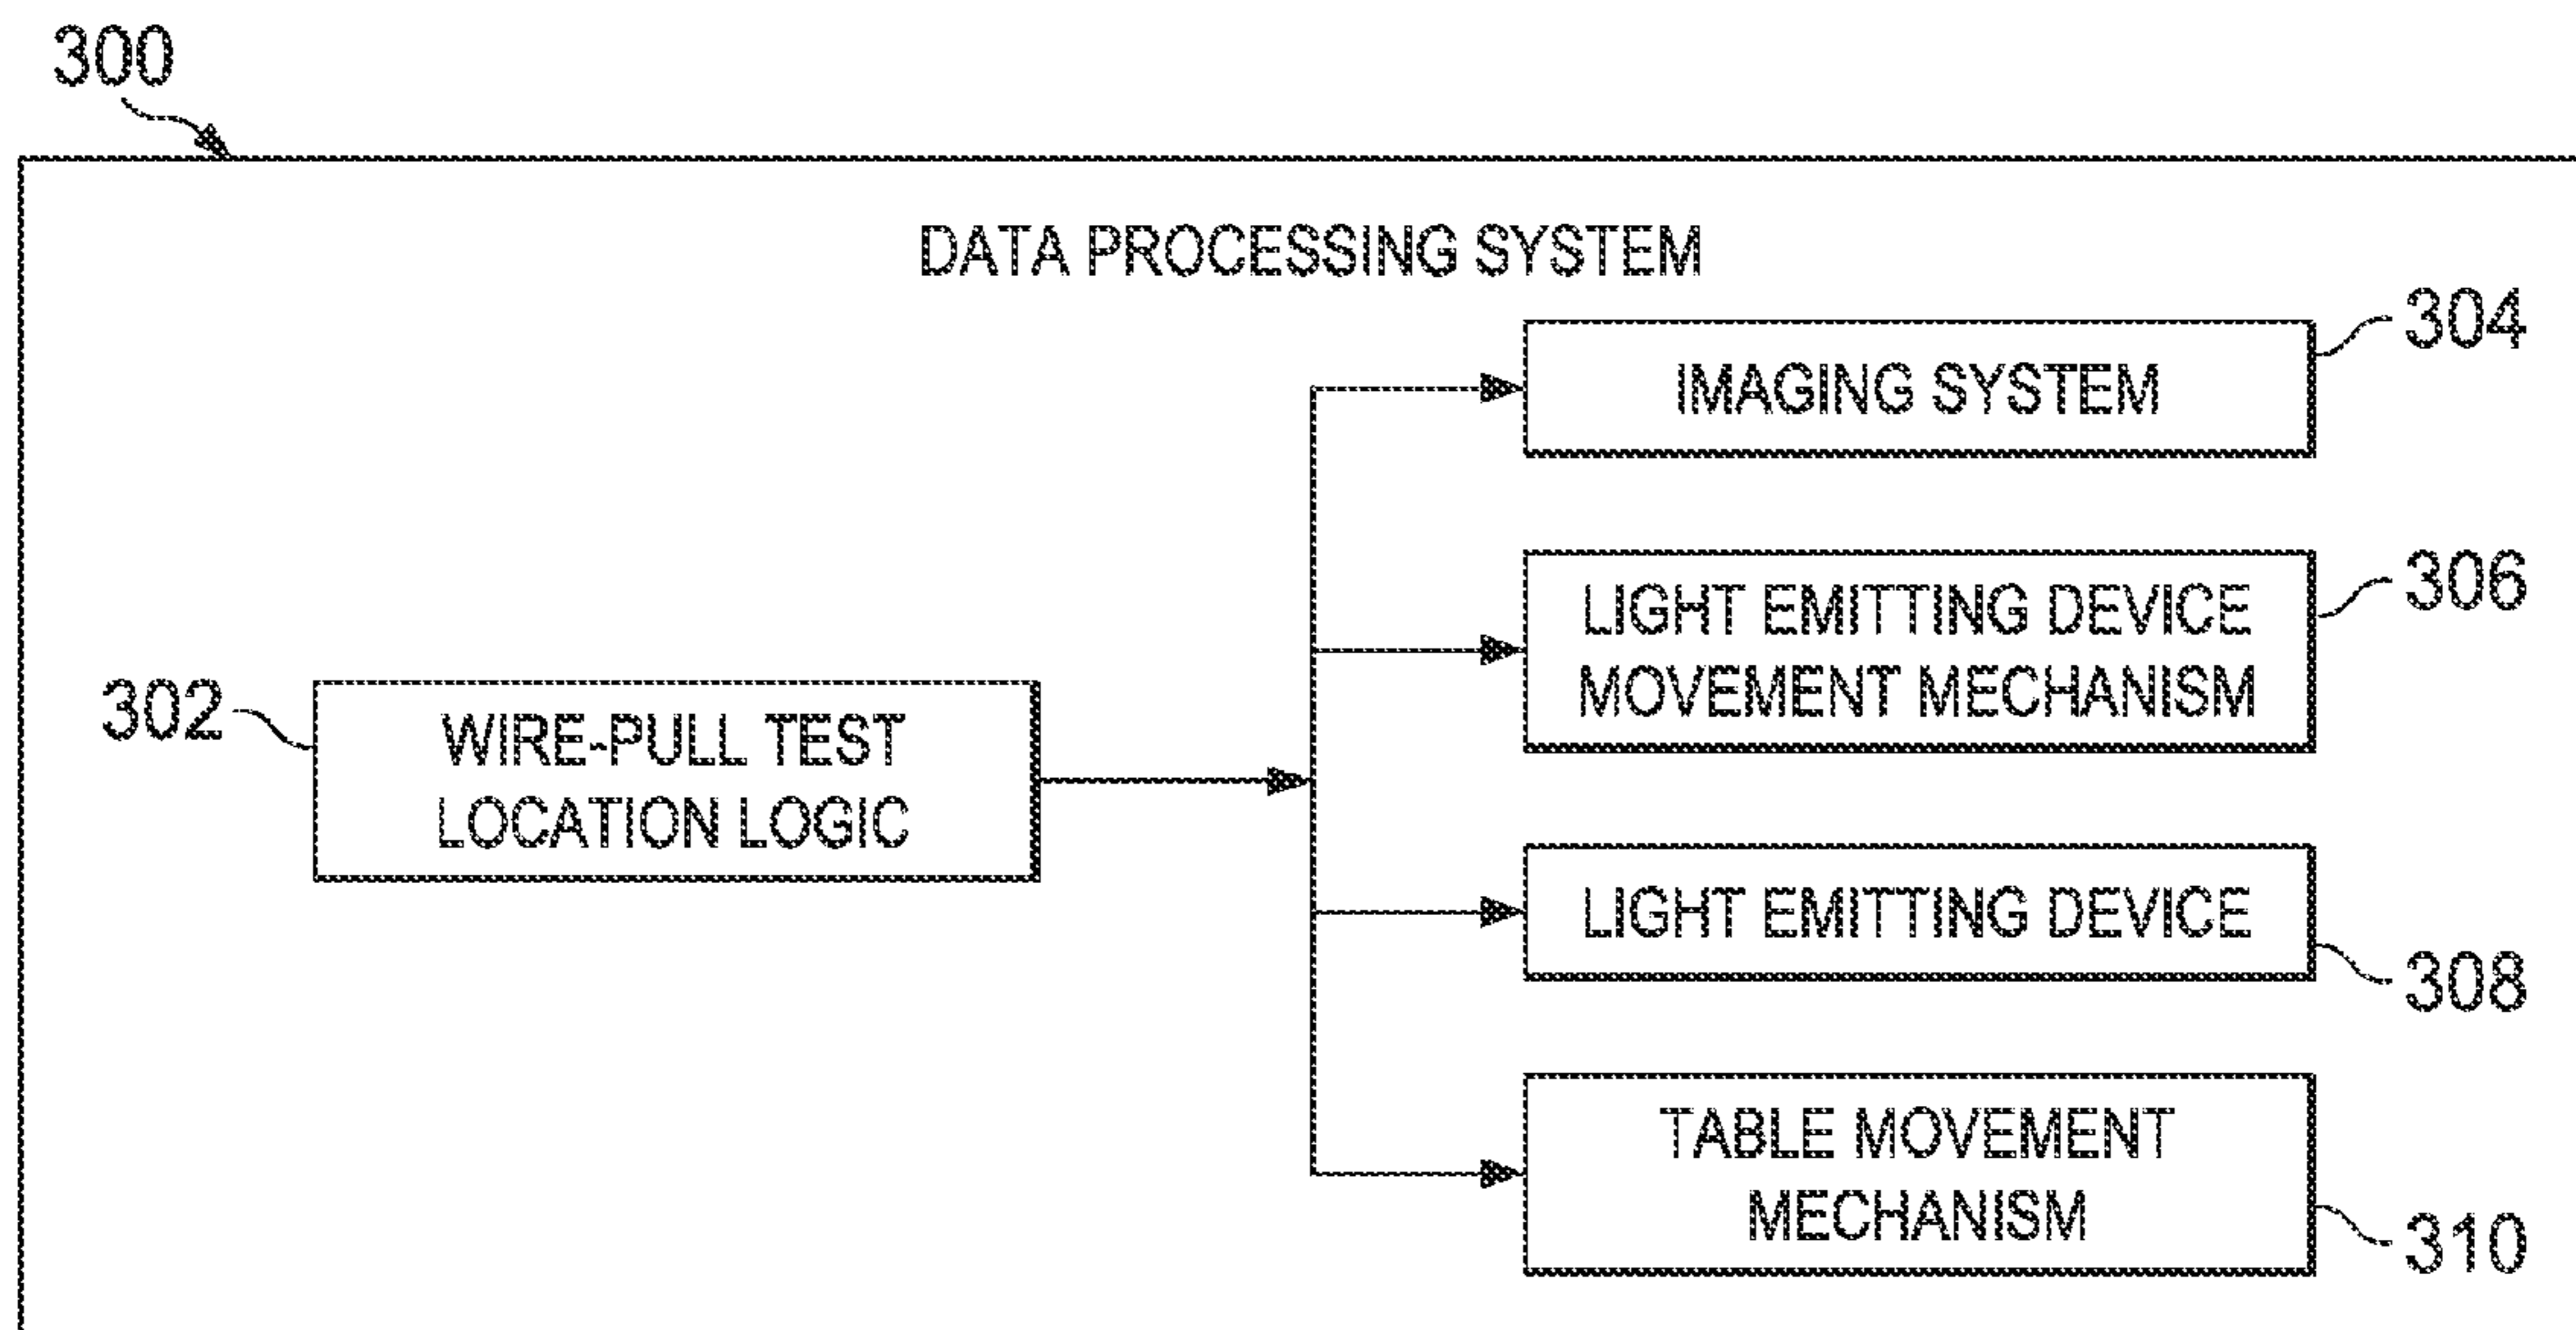 300
DATA PROCESSING SYSTEM
304
IMAGING SYSTEM
306
LIGHT EMITTING DEVICE
MOVEMENT MECHANISM
302
WIRE-PULL TEST
LOCATION LOGIC
LIGHT EMITTING DEVICE
308
TABLE MOVEMENT
MECHANISM
310